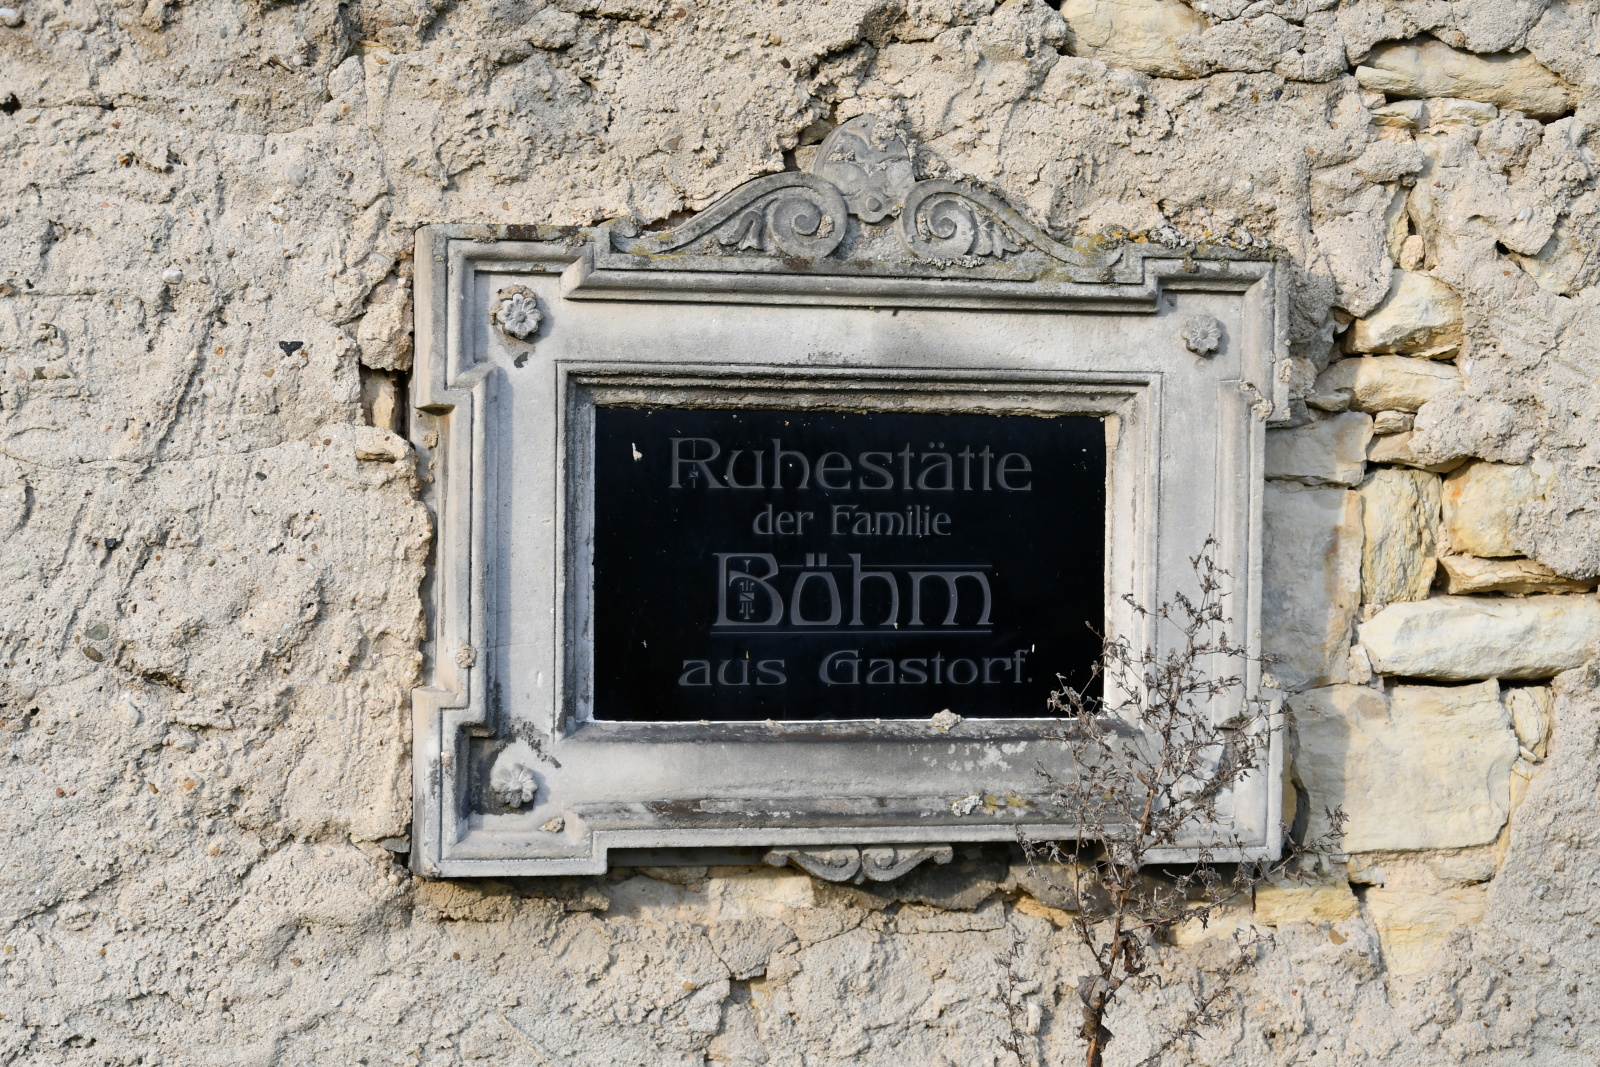 Ruhestätte
der Familie
Böhm
aus Gastorf.